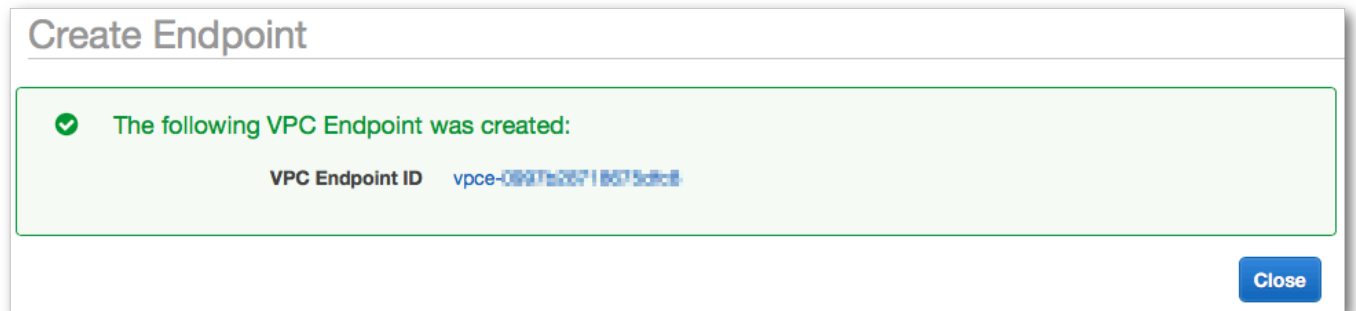 Create Endpoint
The following VPC Endpoint was created:
VPC Endpoint ID vpce-
Close